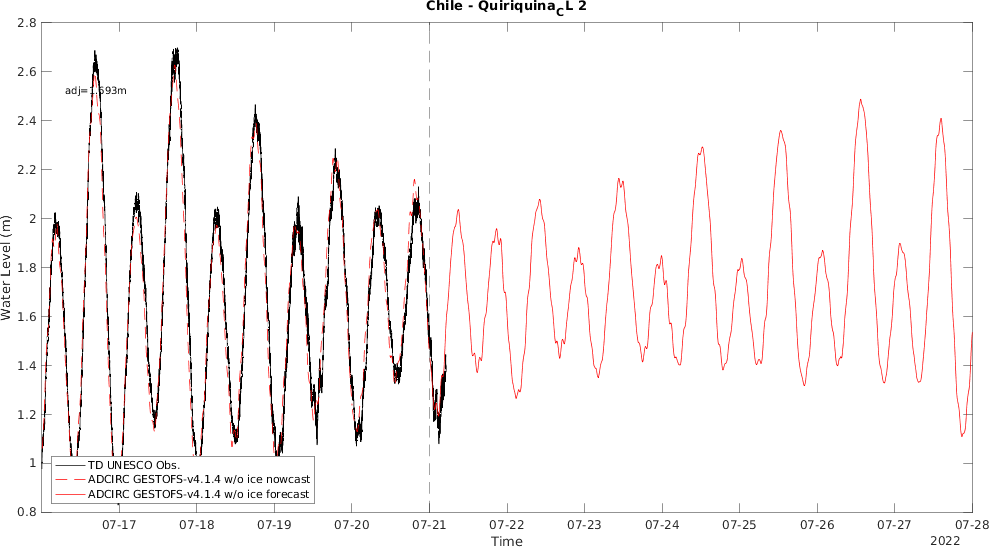 Chile - Quiriquina_CL 2
Water Level (m)
2.8
2.6
2.4
2.2
2
1.8
1.6
1.4
1.2
1
0.8
adj=1.593m
TD UNESCO Obs.
ADCIRC GESTOFS-v4.1.4 w/o ice nowcast
ADCIRC GESTOFS-v4.1.4 w/o ice forecast
07-17 07-18 07-19 07-20 07-21 07-22 07-23 07-24 07-25 07-26 07-27 07-28
Time
2022